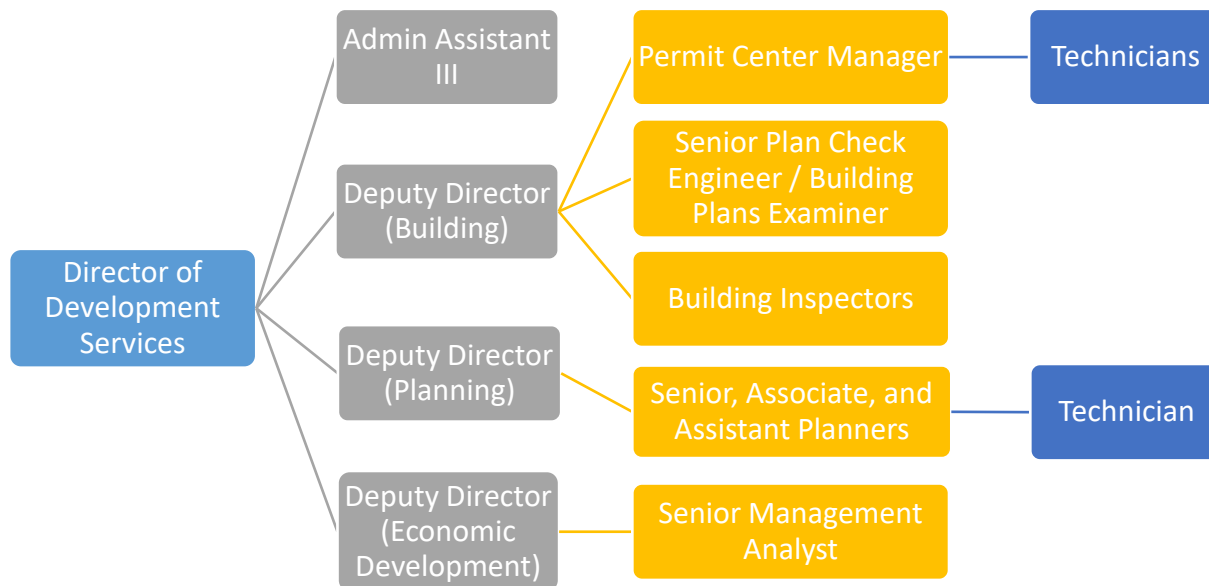 Director of
Development
Services
Admin Assistant
III
Deputy Director
(Building)
Deputy Director
(Planning)
Deputy Director
(Economic
Development)
Permit Center Manager
Senior Plan Check
Engineer / Building
Plans Examiner
Building Inspectors
Senior, Associate, and
Assistant Planners
Senior Management
Analyst
Technicians
Technician